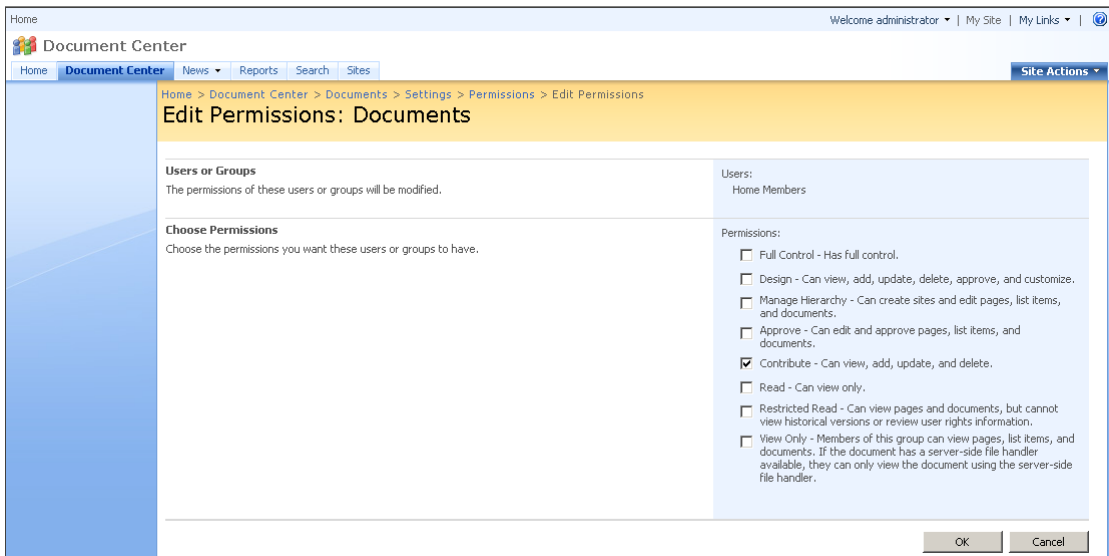 Home
Welcome administrator | My Site | My Links |
Document Center
Home Document Center News Reports Search Sites
Site Actions
Home > Document Center > Documents > Settings > Permissions > Edit Permissions
Edit Permissions: Documents
Users or Groups
The permissions of these users or groups will be modified.
Users:
Home Members
Choose Permissions
Choose the permissions you want these users or groups to have.
Permissions:
Full Control - Has full control.
Design - Can view, add, update, delete, approve, and customize.
Manage Hierarchy - Can create sites and edit pages, list items,
and documents.
Approve - Can edit and approve pages, list items, and
documents.
Contribute - Can view, add, update, and delete.
Read - Can view only.
Restricted Read - Can view pages and documents, but cannot
view historical versions or review user rights information.
View Only - Members of this group can view pages, list items, and
documents. If the document has a server-side file handler
available, they can only view the document using the server-side
file handler.
OK Cancel